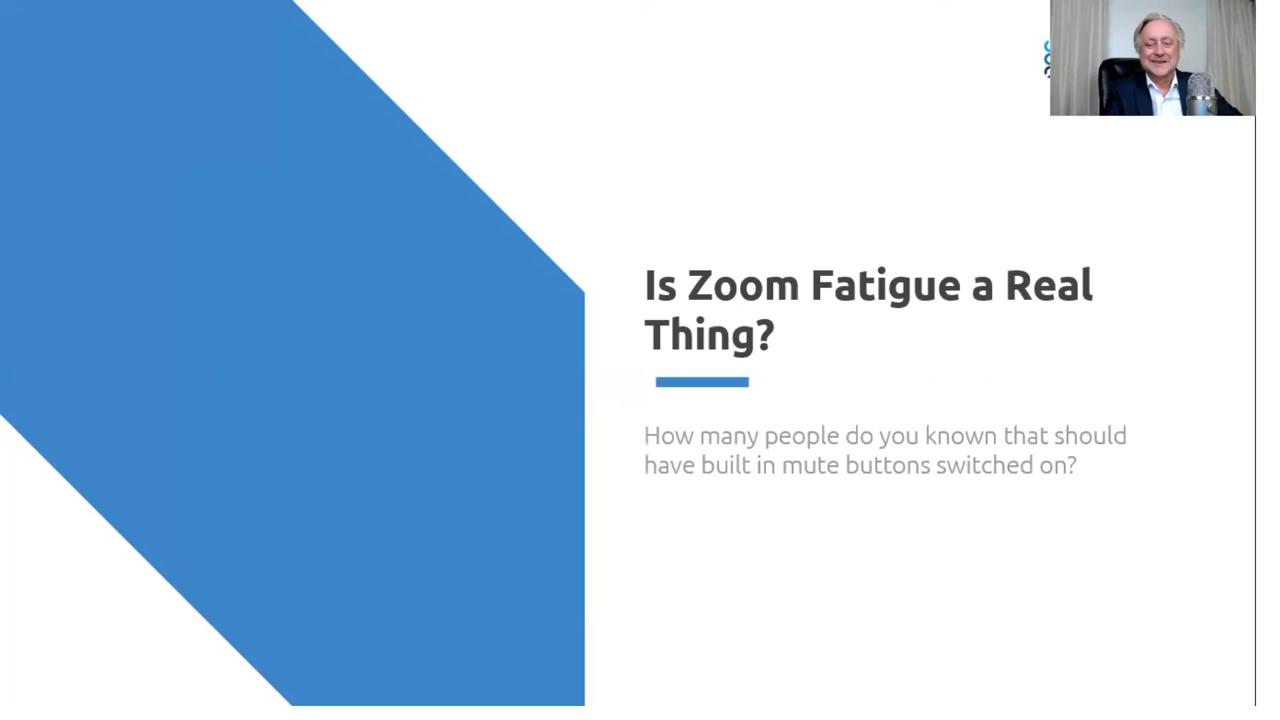 Is Zoom Fatigue a Real
Thing?
How many people do you known that should
have built in mute buttons switched on?